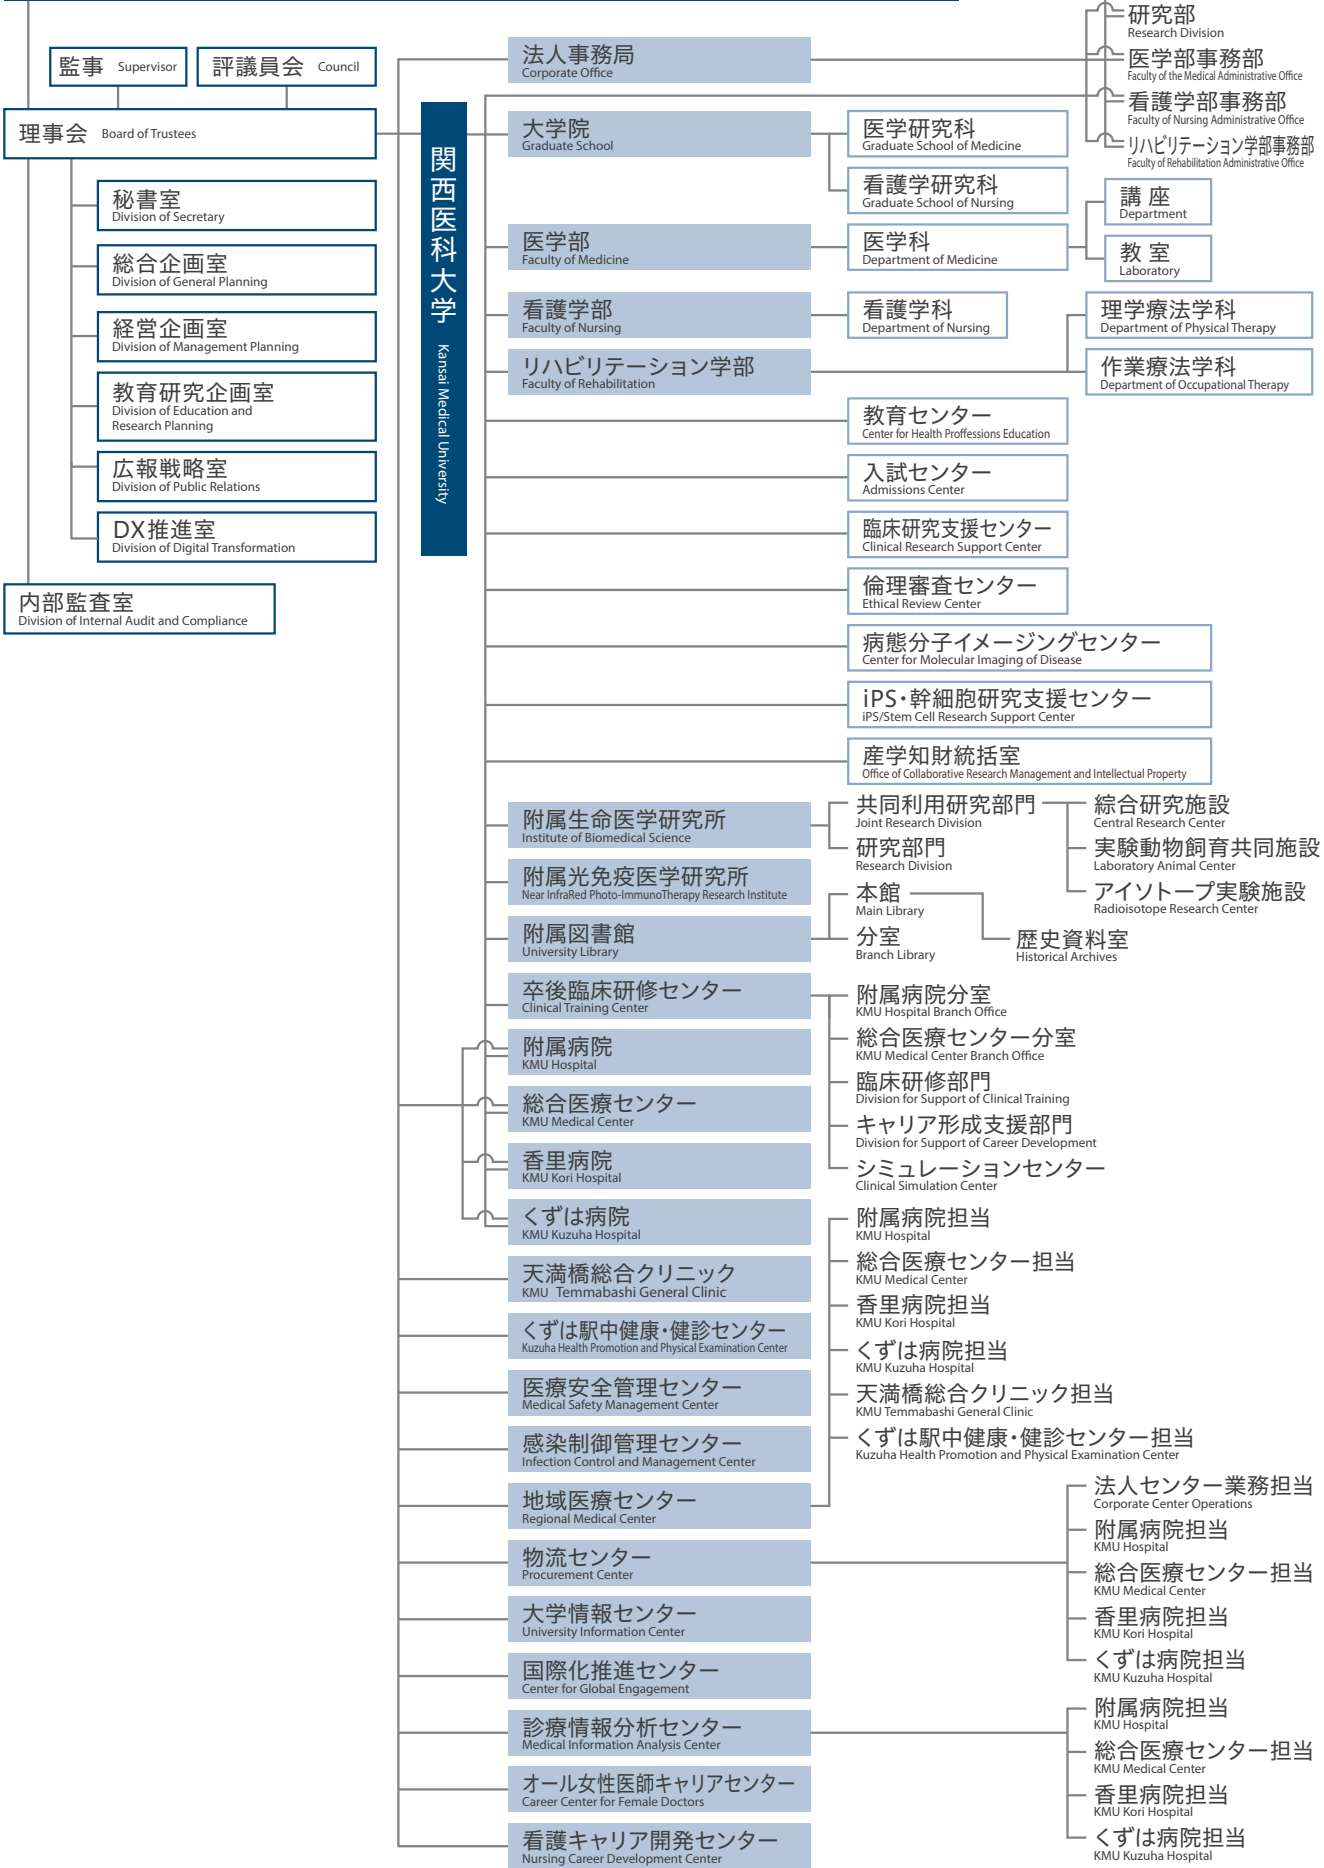 監事 Supervisor
評議員会 Council
理事会 Board of Trustees
秘書室
Division of Secretary
総合企画室
Division of General Planning
経営企画室
Division of Management Planning
教育研究企画室
Division of Education and
Research Planning
広報戦略室
Division of Public Relations
DX推進室
Division of Digital Transformation
内部監査室
Division of Internal Audit and Compliance
関西医科大学 Kansai Medical University
法人事務局
Corporate Office
研究部
Research Division
医学部事務部
Faculty of the Medical Administrative Office
看護学部事務部
Faculty of Nursing Administrative Office
リハビリテーション学部事務部
Faculty of Rehabilitation Administrative Office
大学院
Graduate School
医学研究科
Graduate School of Medicine
看護学研究科
Graduate School of Nursing
医学部
Faculty of Medicine
医学科
Department of Medicine
講座
Department
教室
Laboratory
看護学部
Faculty of Nursing
看護学科
Department of Nursing
リハビリテーション学部
Faculty of Rehabilitation
理学療法学科
Department of Physical Therapy
作業療法学科
Department of Occupational Therapy
教育センター
Center for Health Proffessions Education
入試センター
Admissions Center
臨床研究支援センター
Clinical Research Support Center
倫理審査センター
Ethical Review Center
病態分子イメージングセンター
Center for Molecular Imaging of Disease
iPS・幹細胞研究支援センター
iPS/Stem Cell Research Support Center
産学知財統括室
Office of Collaborative Research Management and Intellectual Property
附属生命医学研究所
Institute of Biomedical Science
共同利用研究部門
Joint Research Division
研究部門
Research Division
綜合研究施設
Central Research Center
実験動物飼育共同施設
Laboratory Animal Center
アイソトープ実験施設
Radioisotope Research Center
附属光免疫医学研究所
Near InfraRed Photo-ImmunoTherapy Research Institute
附属図書館
University Library
本館
Main Library
分室
Branch Library
歴史資料室
Historical Archives
卒後臨床研修センター
Clinical Training Center
附属病院分室
KMU Hospital Branch Office
総合医療センター分室
KMU Medical Center Branch Office
臨床研修部門
Division for Support of Clinical Training
キャリア形成支援部門
Division for Support of Career Development
シミュレーションセンター
Clinical Simulation Center
附属病院
KMU Hospital
総合医療センター
KMU Medical Center
香里病院
KMU Kori Hospital
くずは病院
KMU Kuzuha Hospital
天満橋総合クリニック
KMU Temmabashi General Clinic
くずは駅中健康・健診センター
Kuzuha Health Promotion and Physical Examination Center
医療安全管理センター
Medical Safety Management Center
感染制御管理センター
Infection Control and Management Center
地域医療センター
Regional Medical Center
附属病院担当
KMU Hospital
総合医療センター担当
KMU Medical Center
香里病院担当
KMU Kori Hospital
くずは病院担当
KMU Kuzuha Hospital
天満橋総合クリニック担当
KMU Temmabashi General Clinic
くずは駅中健康・健診センター担当
Kuzuha Health Promotion and Physical Examination Center
物流センター
Procurement Center
法人センター業務担当
Corporate Center Operations
附属病院担当
KMU Hospital
総合医療センター担当
KMU Medical Center
香里病院担当
KMU Kori Hospital
くずは病院担当
KMU Kuzuha Hospital
大学情報センター
University Information Center
国際化推進センター
Center for Global Engagement
診療情報分析センター
Medical Information Analysis Center
附属病院担当
KMU Hospital
総合医療センター担当
KMU Medical Center
香里病院担当
KMU Kori Hospital
くずは病院担当
KMU Kuzuha Hospital
オール女性医師キャリアセンター
Career Center for Female Doctors
看護キャリア開発センター
Nursing Career Development Center